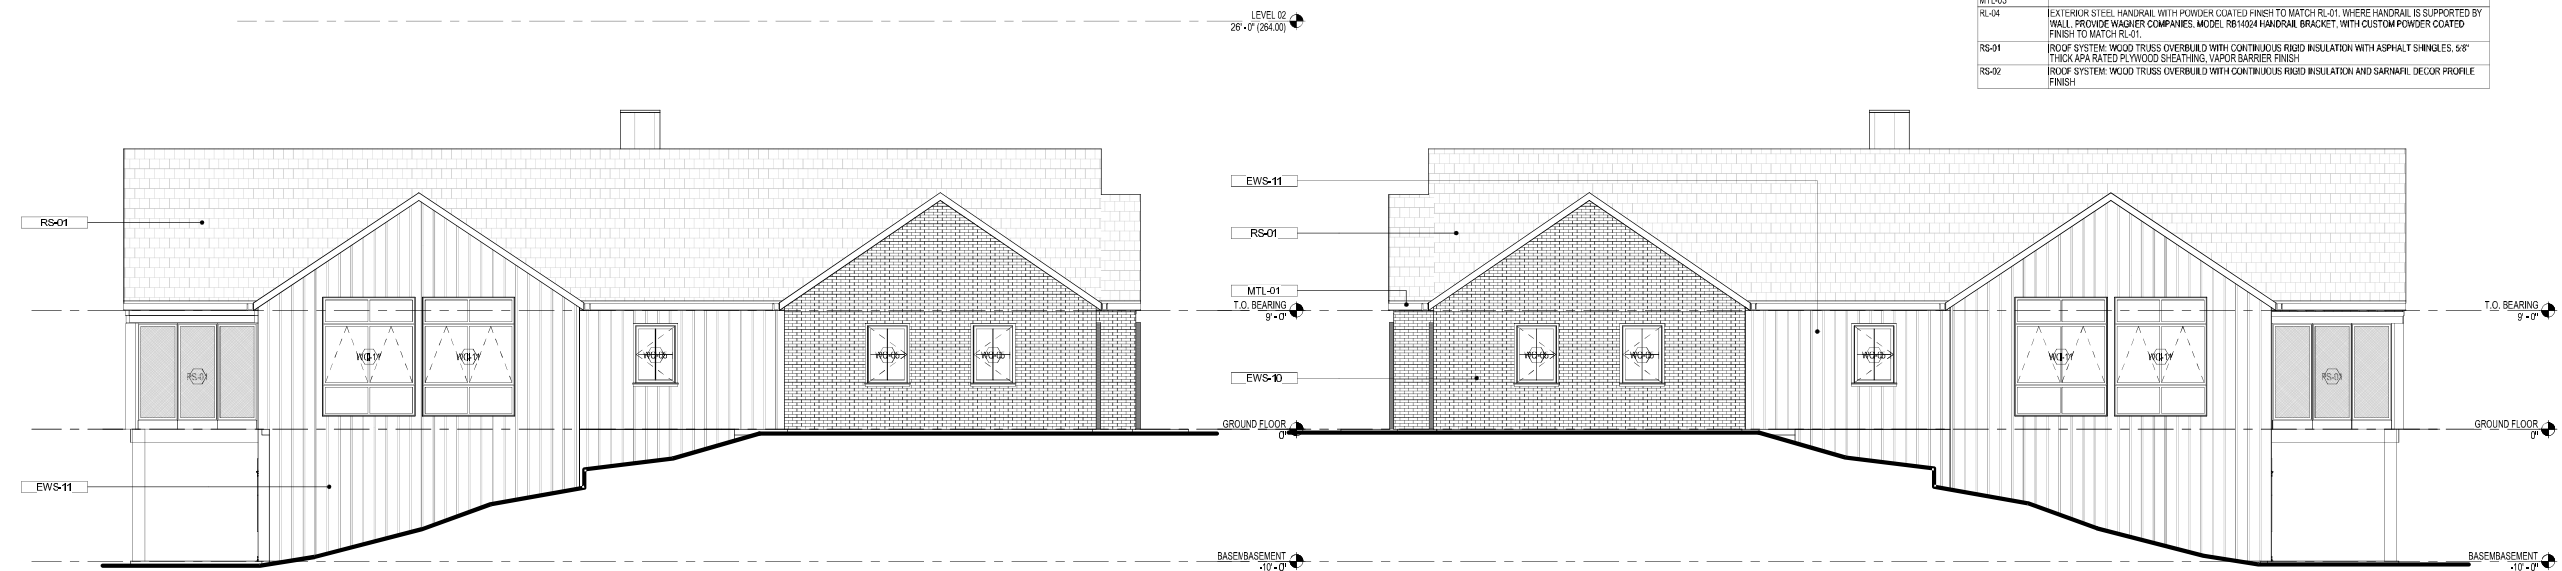 LEVEL 02
26' - 0" (264.00)
MTL-03
RL-04 EXTERIOR STEEL HANDRAIL WITH POWDER COATED FINISH TO MATCH RL-01. WHERE HANDRAIL IS SUPPORTED BY
WALL, PROVIDE WAGNER COMPANIES, MODEL RB14024 HANDRAIL BRACKET, WITH CUSTOM POWDER COATED
FINISH TO MATCH RL-01.
RS-01 ROOF SYSTEM: WOOD TRUSS OVERBUILD WITH CONTINUOUS RIGID INSULATION WITH ASPHALT SHINGLES, 5/8"
THICK APA RATED PLYWOOD SHEATHING, VAPOR BARRIER FINISH
RS-02 ROOF SYSTEM: WOOD TRUSS OVERBUILD WITH CONTINUOUS RIGID INSULATION AND SARNAFIL DECOR PROFILE
FINISH
RS-01
EWS-11
RS-01
MTL-01
EWS-10
EWS-11
T.O. BEARING
9' - 0"
GROUND FLOOR
0"
BASEMBASEMENT
-10' - 0"
T.O. BEARING
9' - 0"
GROUND FLOOR
0"
BASEMBASEMENT
-10' - 0"